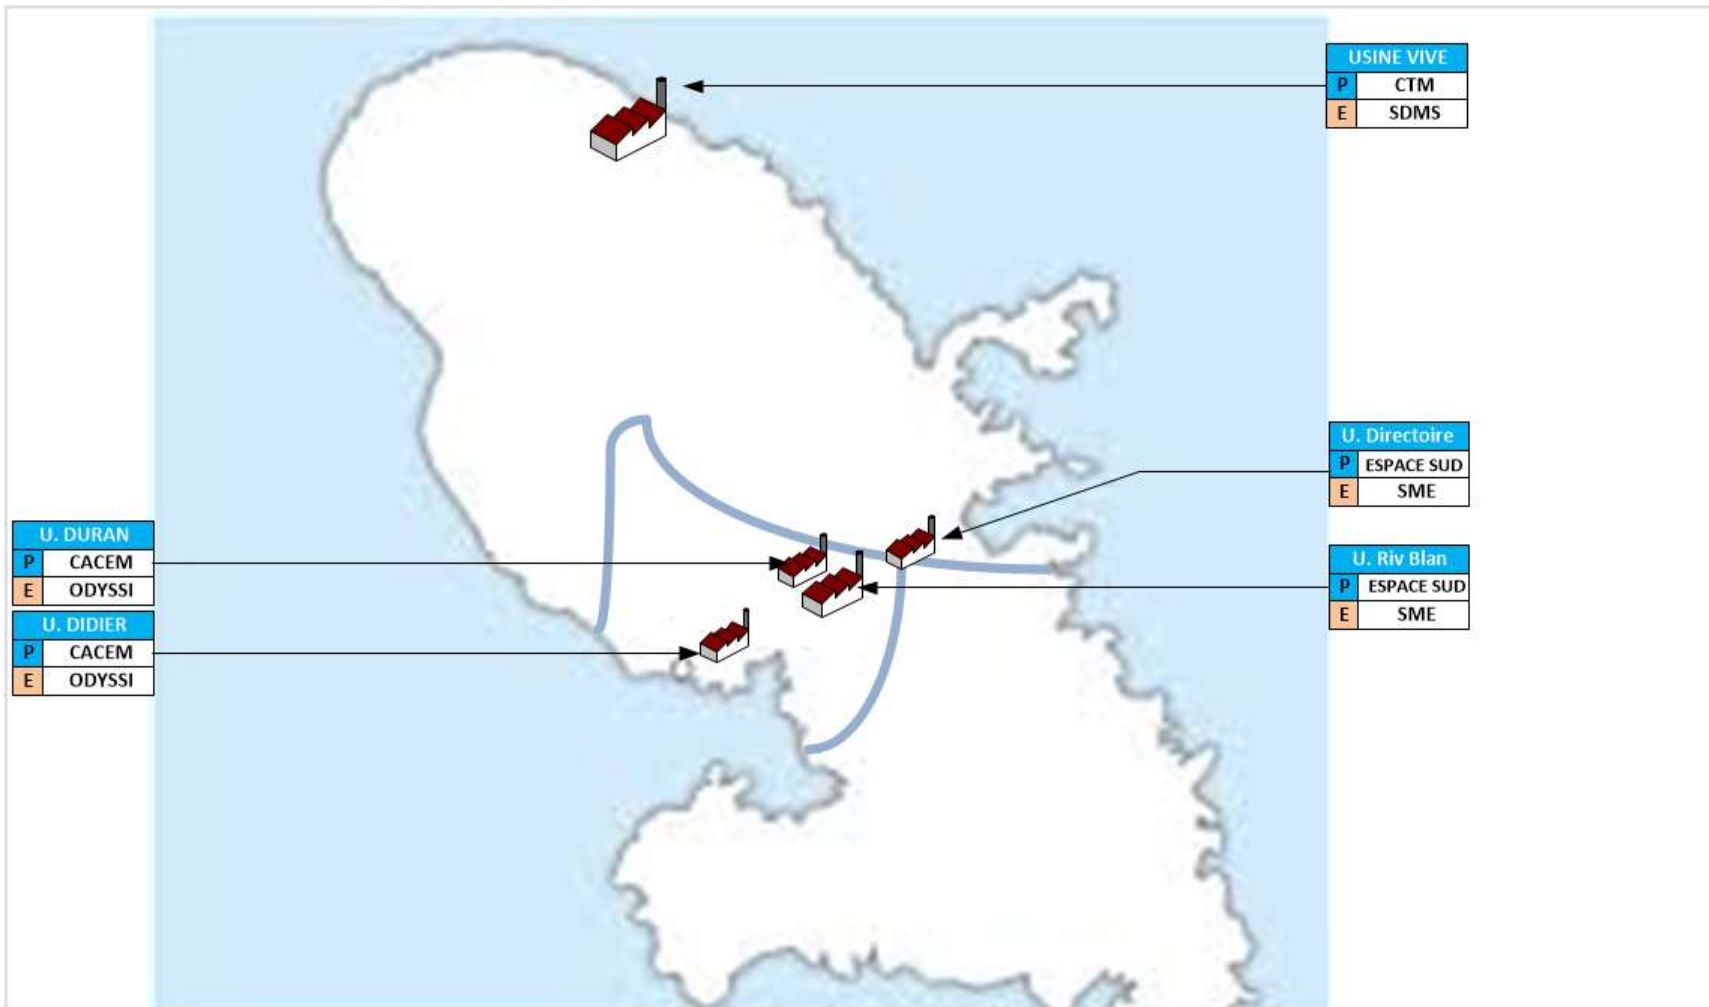 USINE VIVE
P CTM
E SDMS
U. Directoire
P ESPACE SUD
E SME
U. DURAN
P CACEM
E ODYSSI
U. Riv Blan
P ESPACE SUD
E SME
U. DIDIER
P CACEM
E ODYSSI